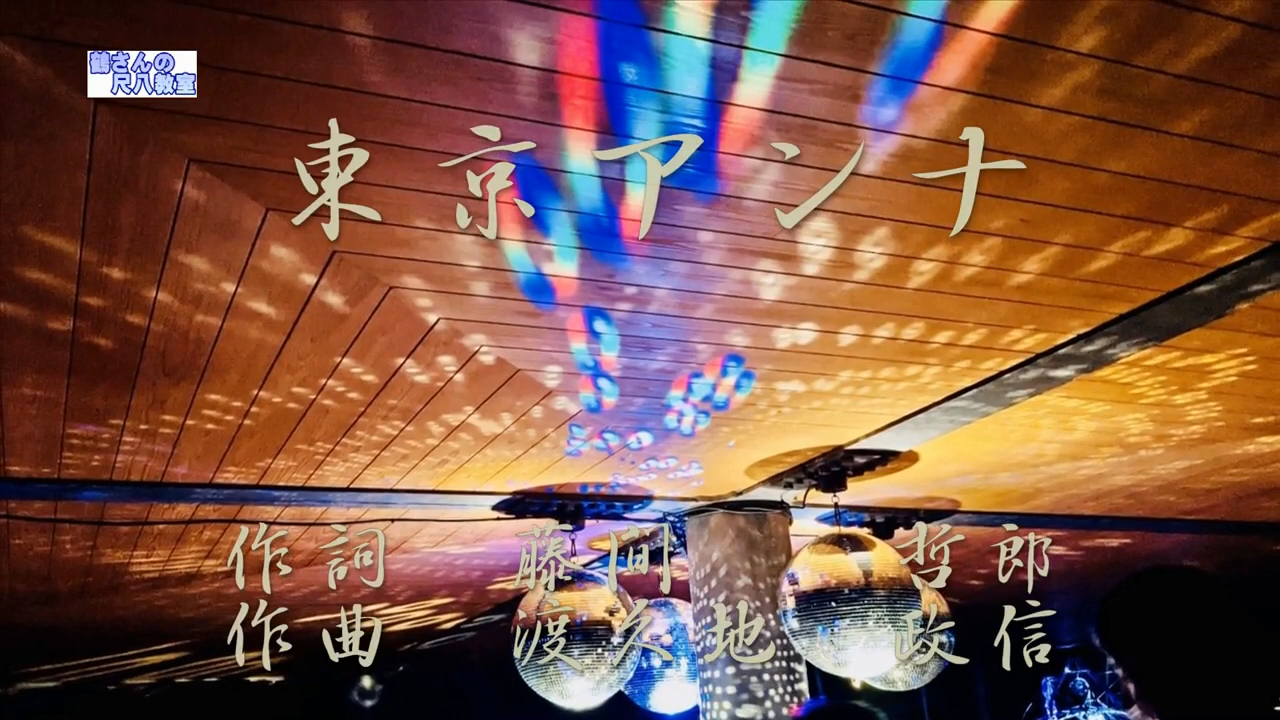 鶴さんの
尺八教室
東京アンナ
作詞 藤間 哲郎
作曲 渡久地 政信